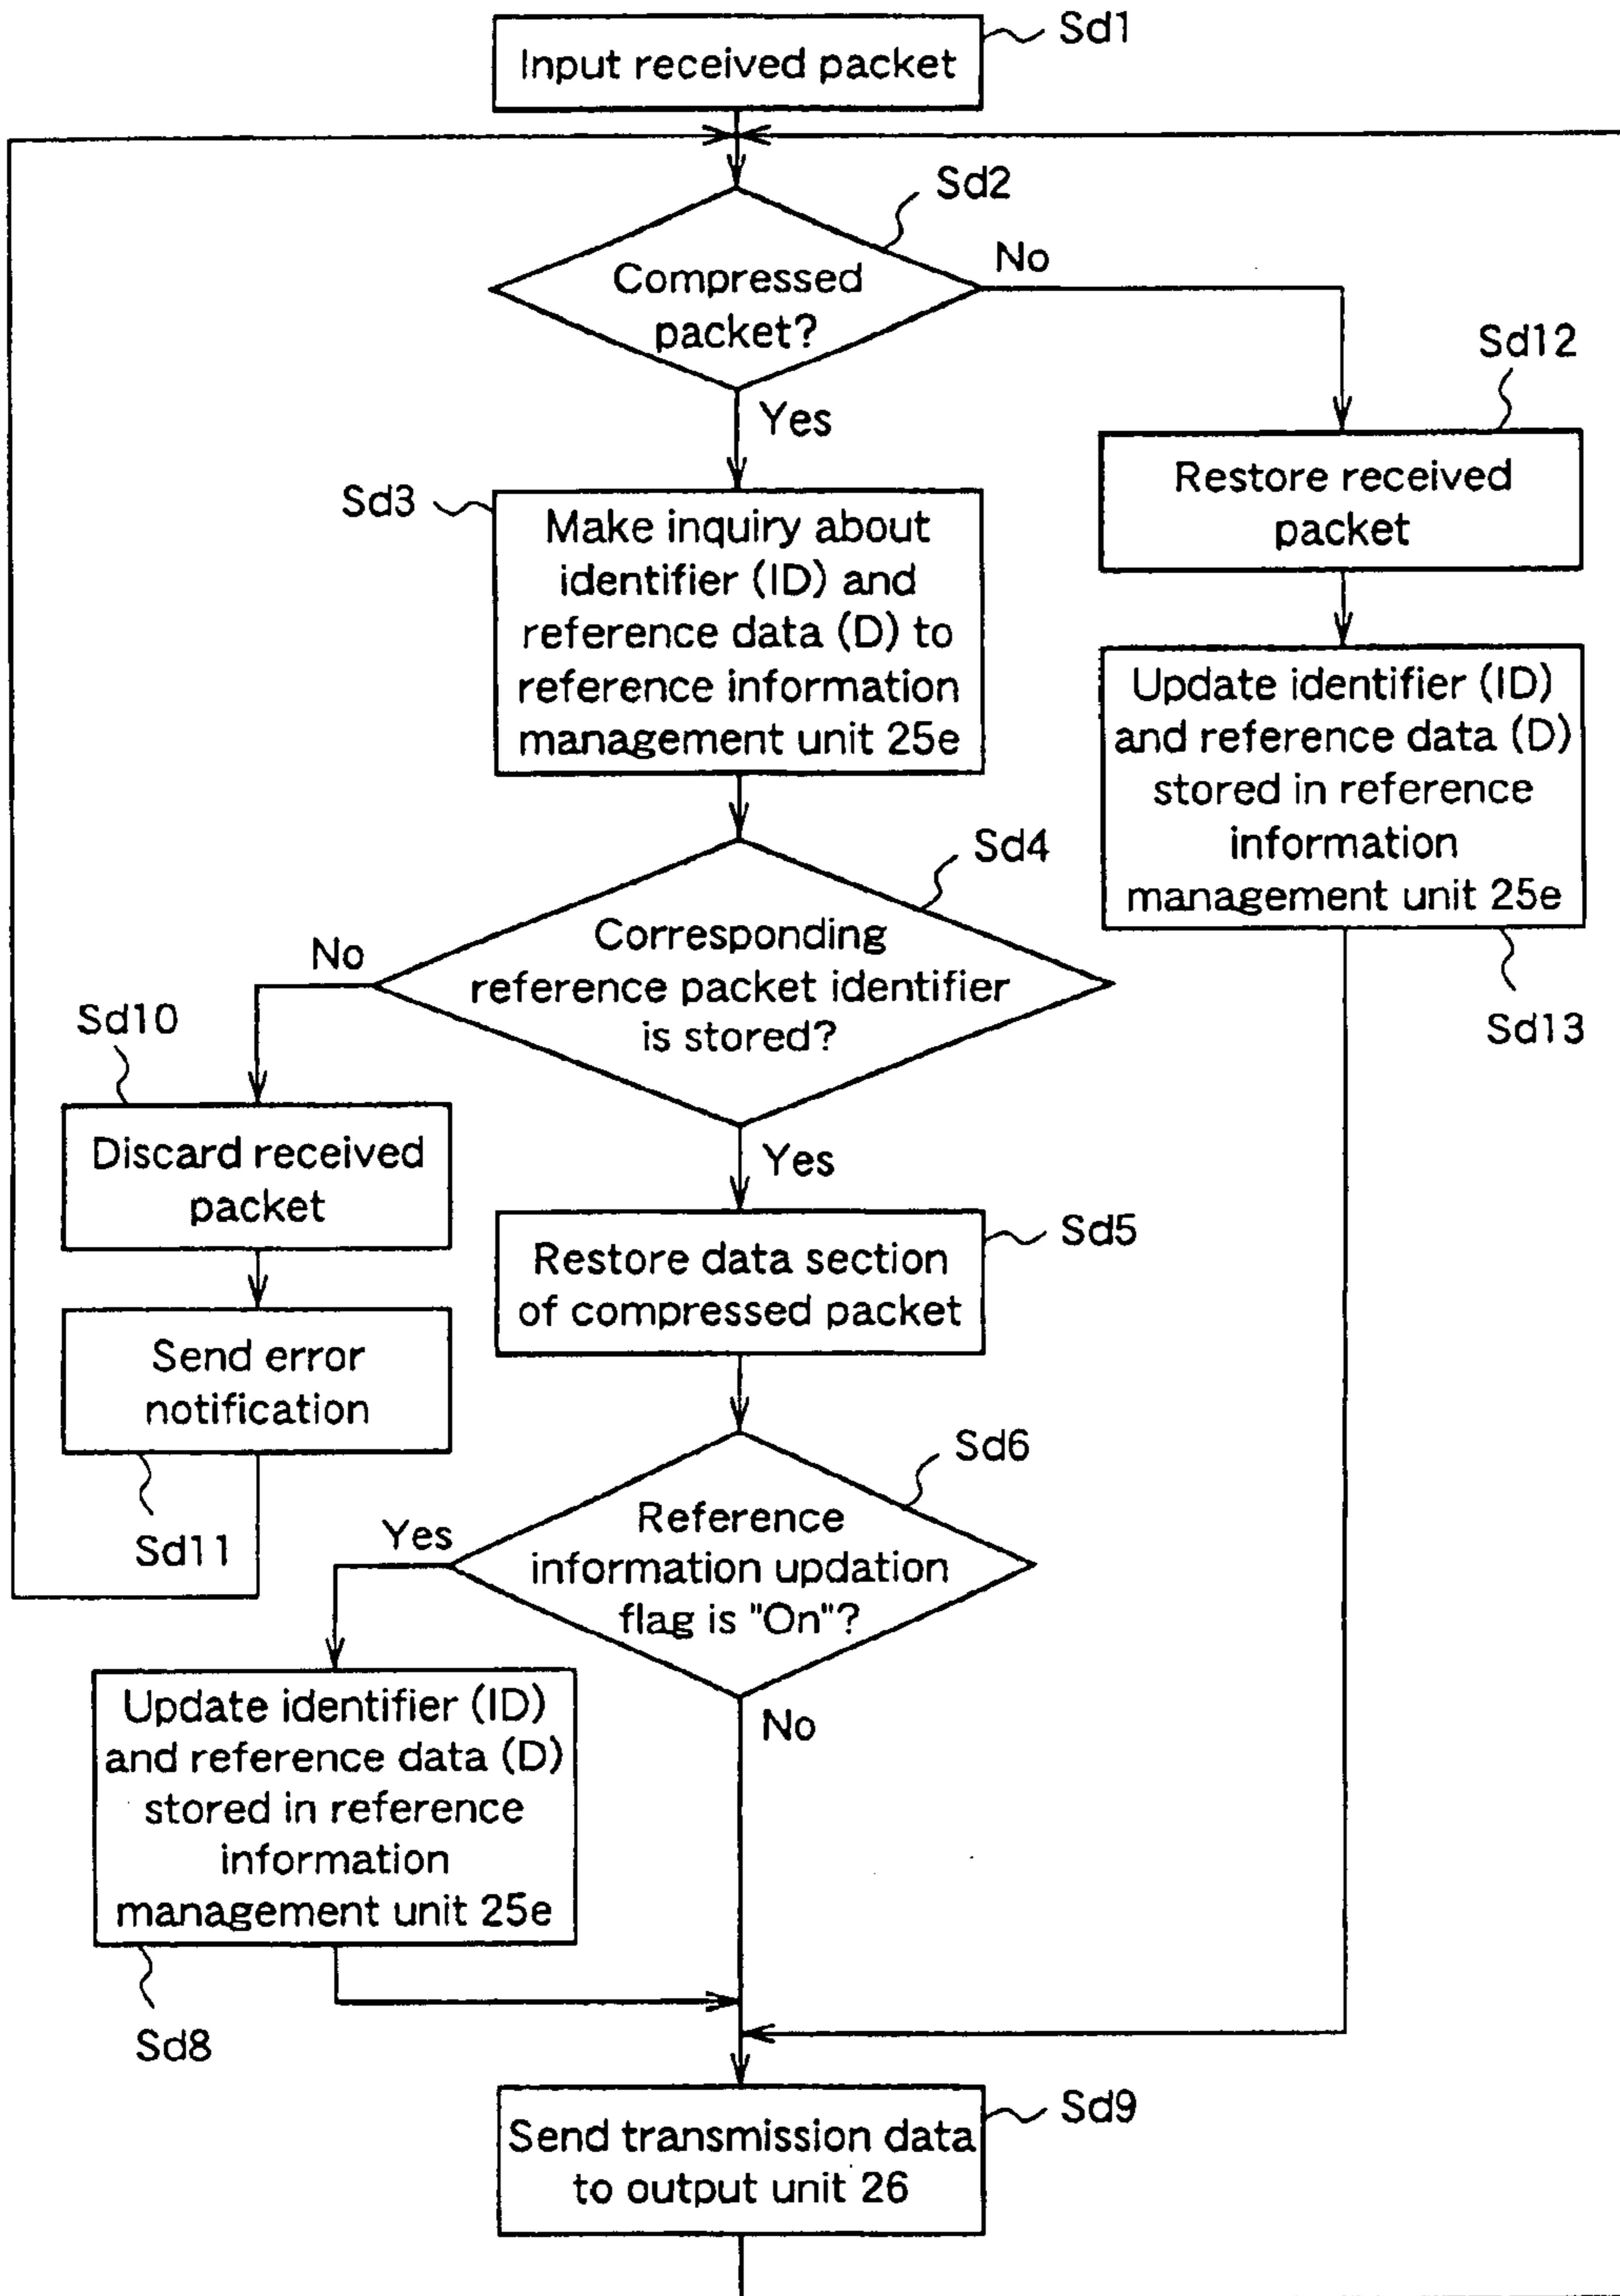 Sd1
Input received packet
Sd2
Compressed
packet?
No
Yes
Sd12
Restore received
packet
Sd3
Make inquiry about
identifier (ID) and
reference data (D) to
reference information
management unit 25e
Update identifier (ID)
and reference data (D)
stored in reference
information
management unit 25e
Sd13
Sd4
Corresponding
reference packet identifier
is stored?
No
Yes
Sd10
Discard received
packet
Send error
notification
Sd11
Sd5
Restore data section
of compressed packet
Sd6
Reference
information updation
flag is "On"?
Yes
No
Update identifier (ID)
and reference data (D)
stored in reference
information
management unit 25e
Sd8
Sd9
Send transmission data
to output unit 26